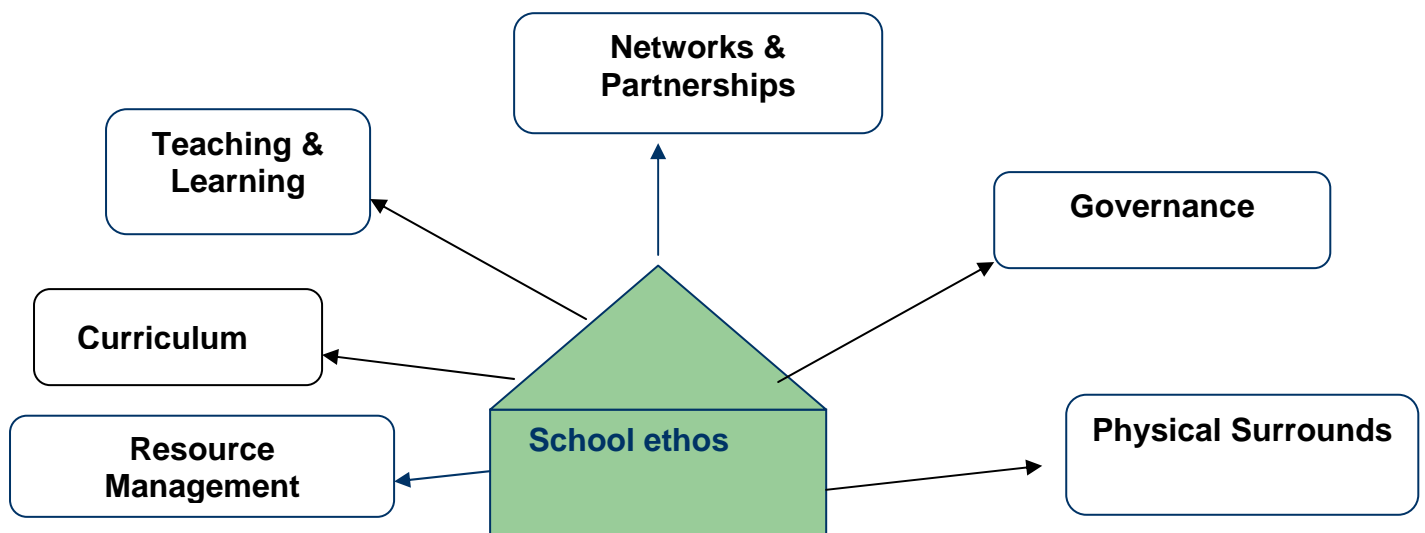 Networks &
Partnerships
Teaching &
Learning
Governance
Curriculum
Physical Surrounds
School ethos
Resource
Management